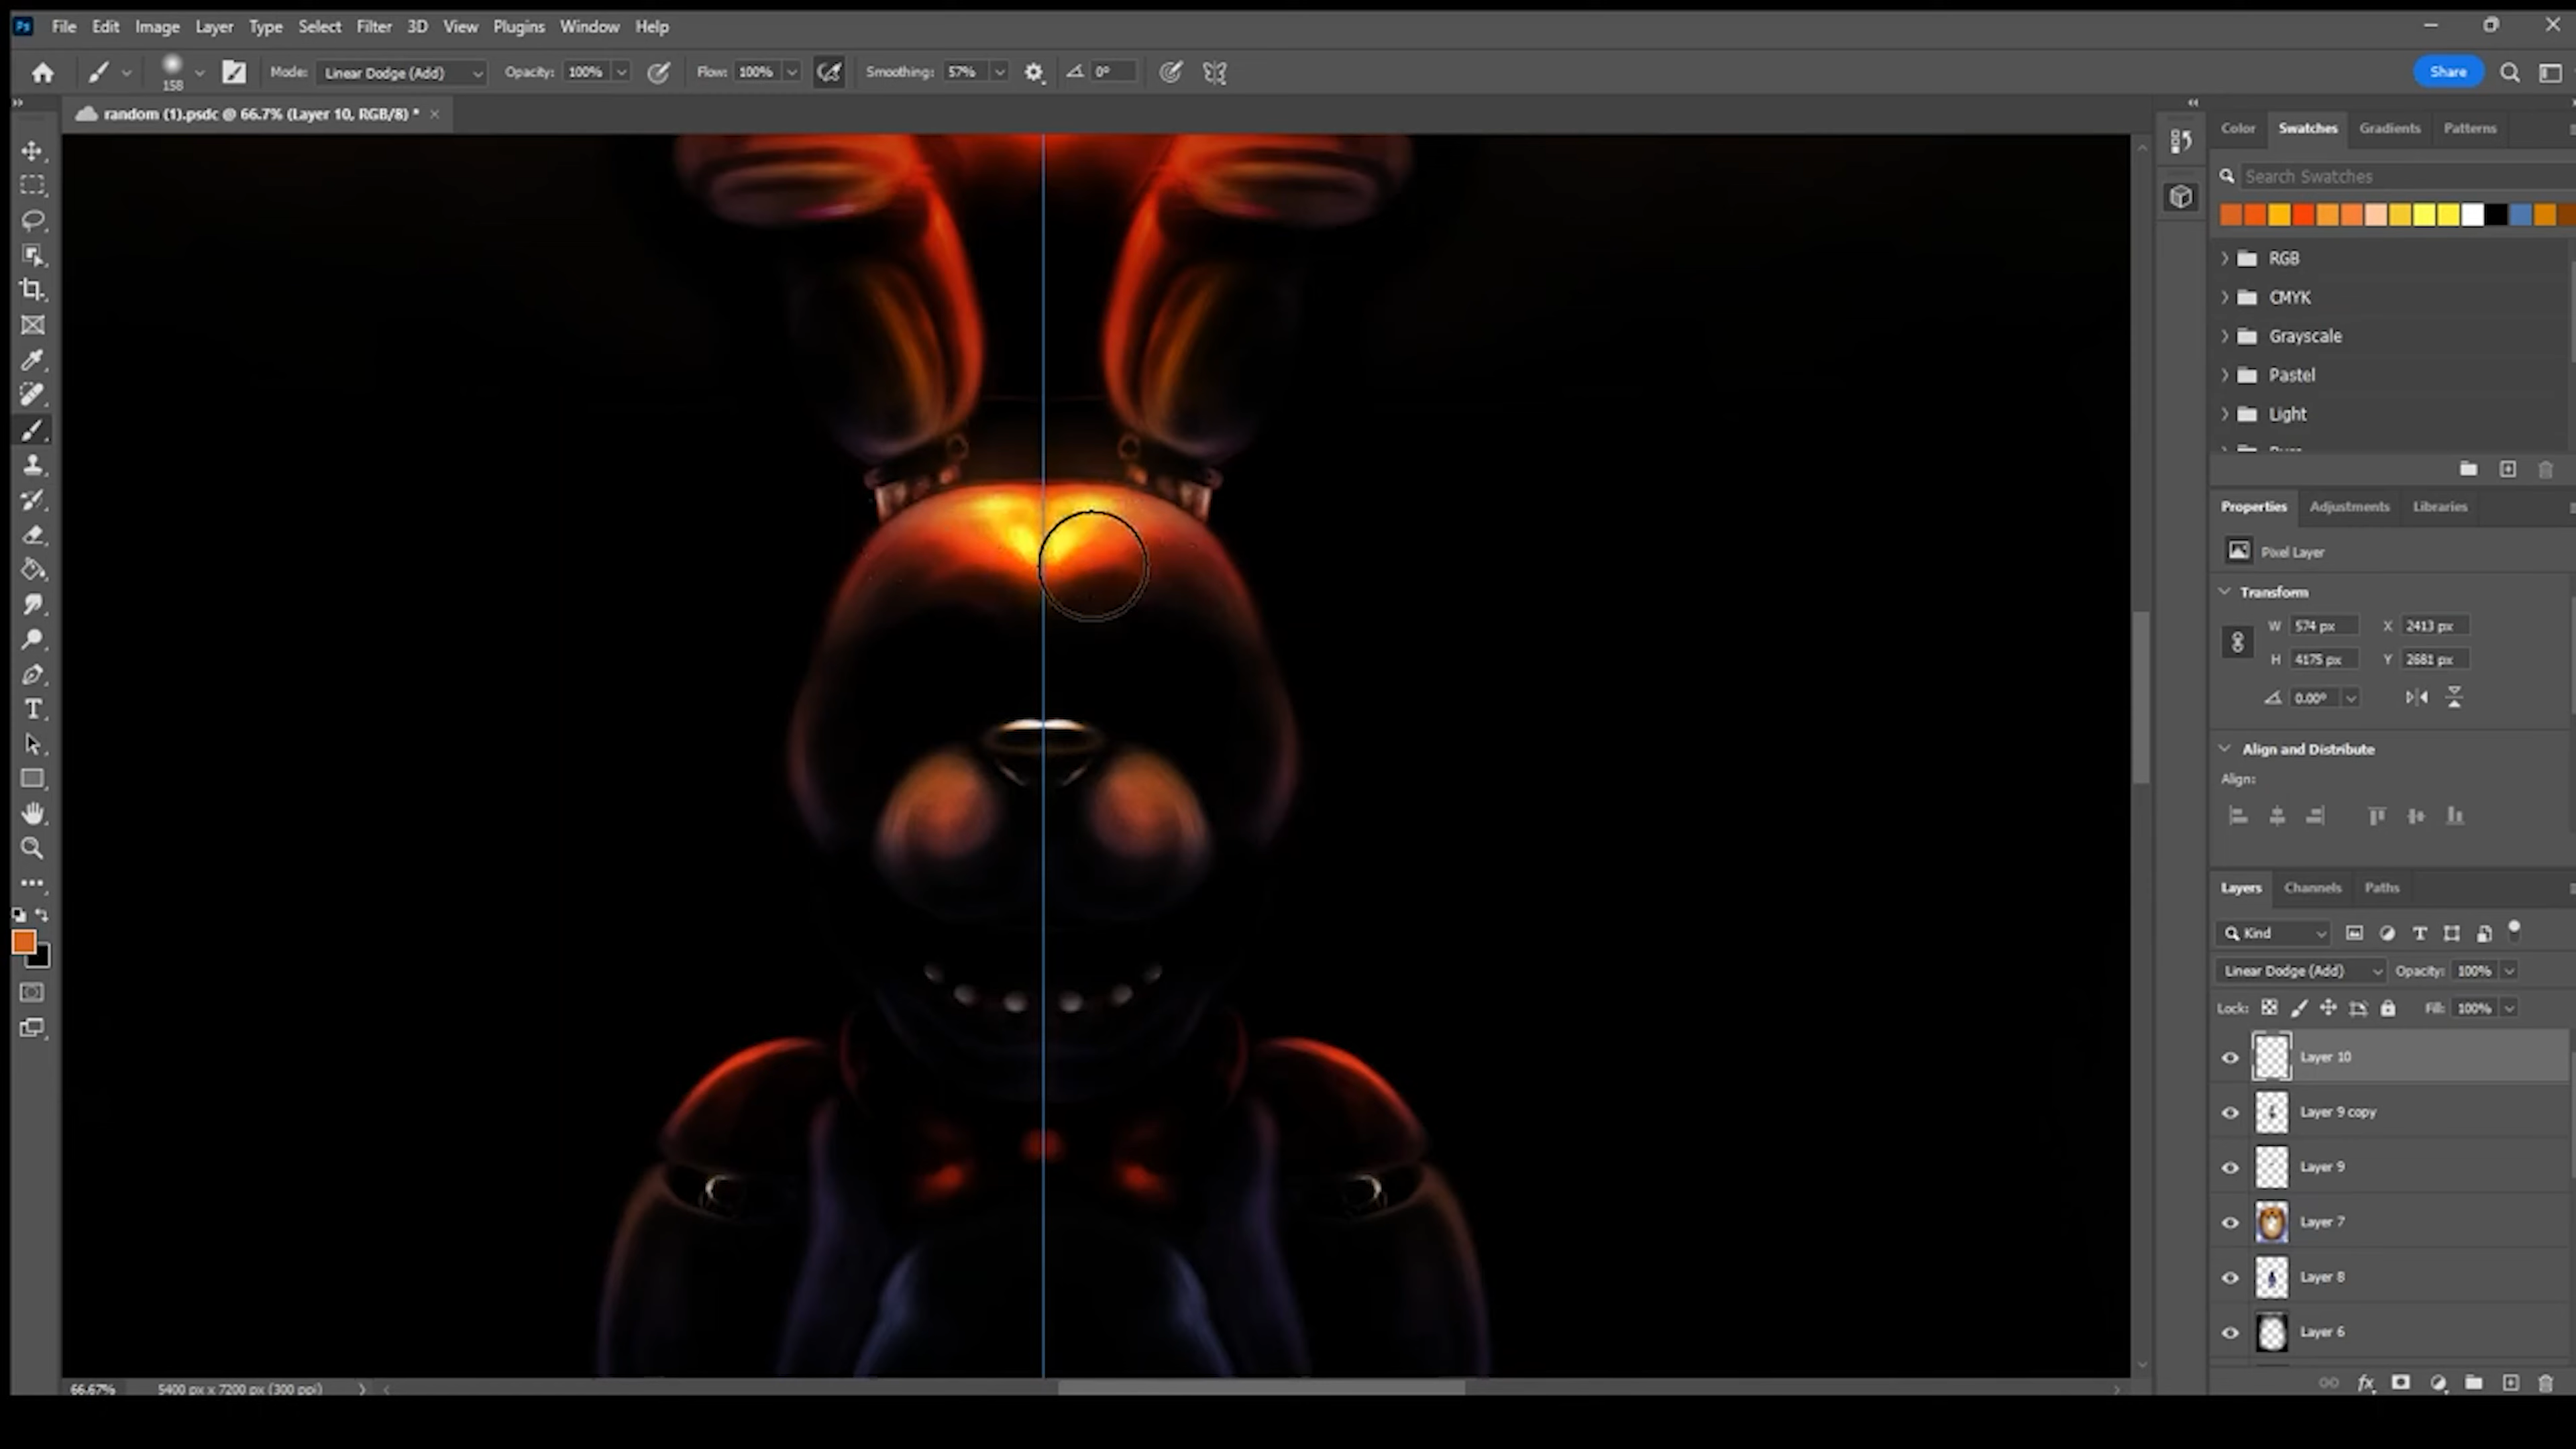 Ps File Edit Image Layer Type Select Filter 3D View Plugins Window Help
158 Mode: Linear Dodge (Add) Opacity: 100% Flow: 100% Smoothing: 57% 0° Share
random (1).psdc @ 66.7% (Layer 10, RGB/8) *
Color Swatches Gradients Patterns
Search Swatches
RGB
CMYK
Grayscale
Pastel
Light
Properties Adjustments Libraries
Pixel Layer
Transform
W 574 px X 2413 px
H 4175 px Y 2681 px
0.00°
Align and Distribute
Align:
Layers Channels Paths
Kind
Linear Dodge (Add) Opacity: 100%
Lock: Fill: 100%
Layer 10
Layer 9 copy
Layer 9
Layer 7
Layer 8
Layer 6
66.67% 5400 px x 7200 px (300 ppi)